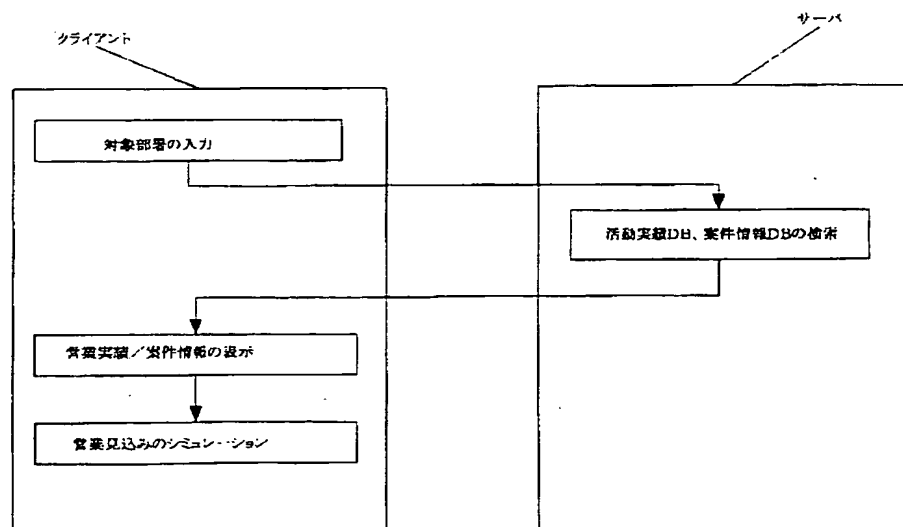 クライアント
サーバ
対象部署の入力
活動実績DB、案件情報DBの検索
営業実績/案件情報の表示
営業見込みのシミュレーション